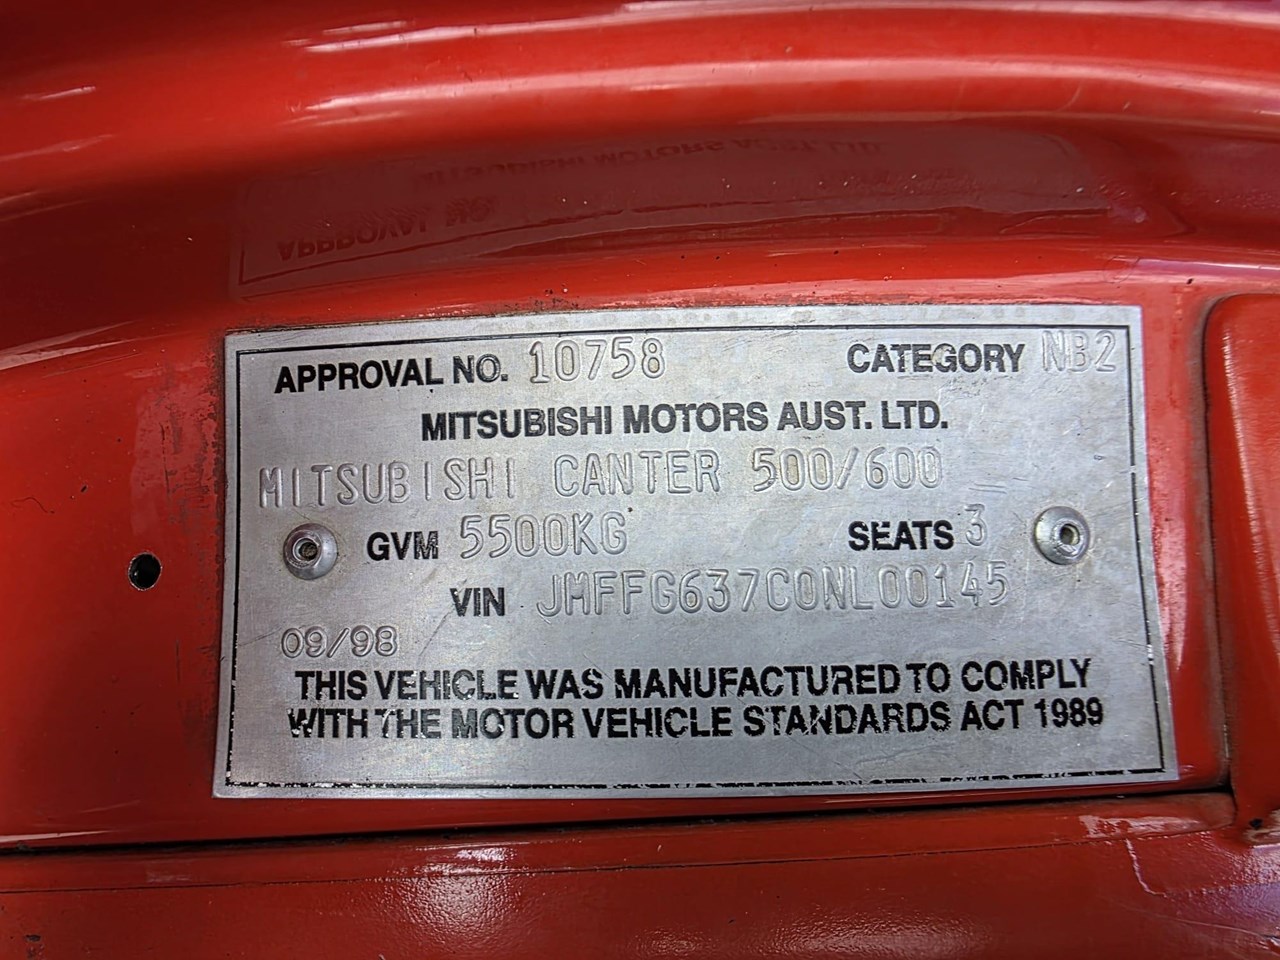 APPROVAL NO. 10758 CATEGORY NB2
MITSUBISHI MOTORS AUST. LTD.
MITSUBISHI CANTER 500/600
GVM 5500KG SEATS 3
VIN JMFFG637C0NL00145
09/98
THIS VEHICLE WAS MANUFACTURED TO COMPLY
WITH THE MOTOR VEHICLE STANDARDS ACT 1989